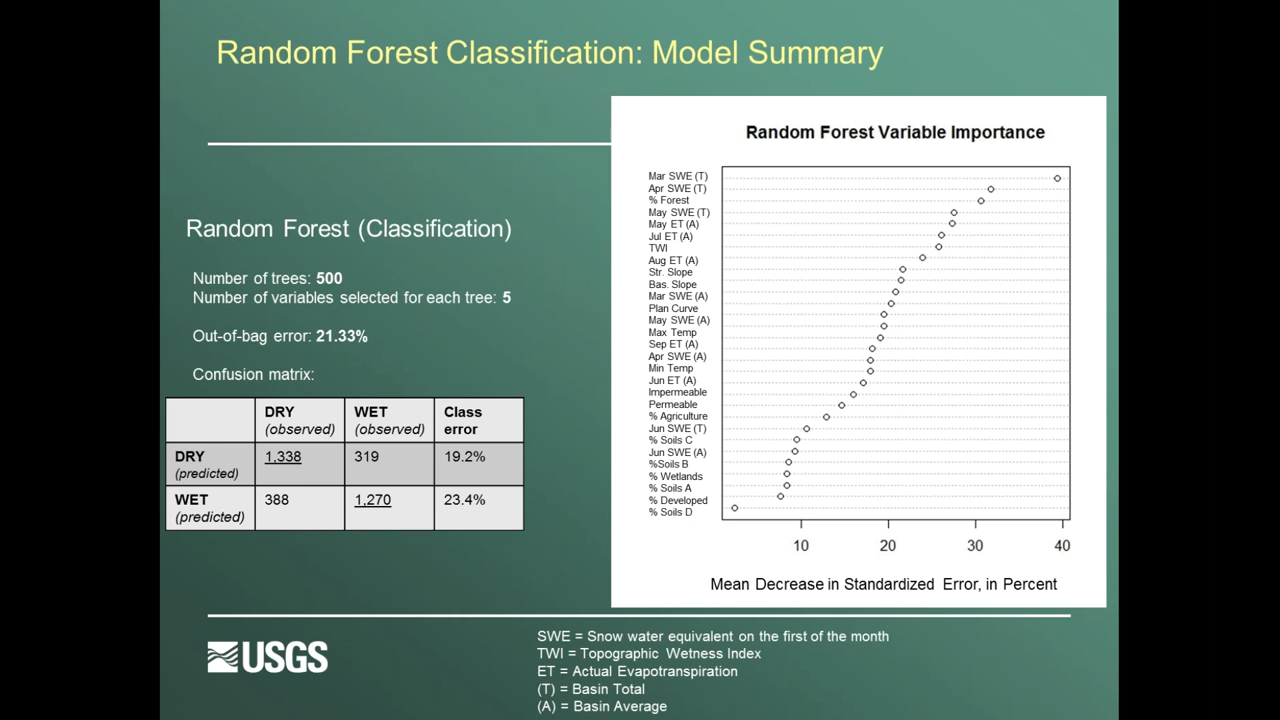 Random Forest Classification: Model Summary
Random Forest (Classification)
Number of trees: 500
Number of variables selected for each tree: 5
Out-of-bag error: 21.33%
Confusion matrix:
DRY (observed) WET (observed) Class error
DRY (predicted) 1,338 319 19.2%
WET (predicted) 388 1,270 23.4%
Random Forest Variable Importance
Mar SWE (T)
Apr SWE (T)
% Forest
May SWE (T)
May ET (A)
Jul ET (A)
TWI
Aug ET (A)
Str. Slope
Bas. Slope
Mar SWE (A)
Plan Curve
May SWE (A)
Max Temp
Sep ET (A)
Apr SWE (A)
Min Temp
Jun ET (A)
Impermeable
Permeable
% Agriculture
Jun SWE (T)
% Soils C
Jun SWE (A)
%Soils B
% Wetlands
% Soils A
% Developed
% Soils D
10 20 30 40
Mean Decrease in Standardized Error, in Percent
USGS
SWE = Snow water equivalent on the first of the month
TWI = Topographic Wetness Index
ET = Actual Evapotranspiration
(T) = Basin Total
(A) = Basin Average